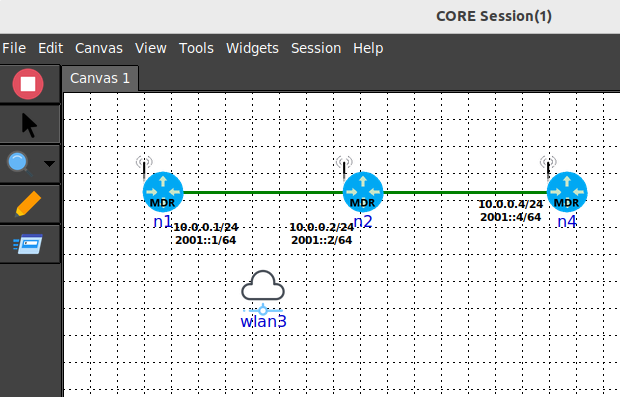 CORE Session(1)
File Edit Canvas View Tools Widgets Session Help
Canvas 1
MDR
n1
10.0.0.1/24
2001::1/64
MDR
n2
10.0.0.2/24
2001::2/64
MDR
n4
10.0.0.4/24
2001::4/64
wlan3